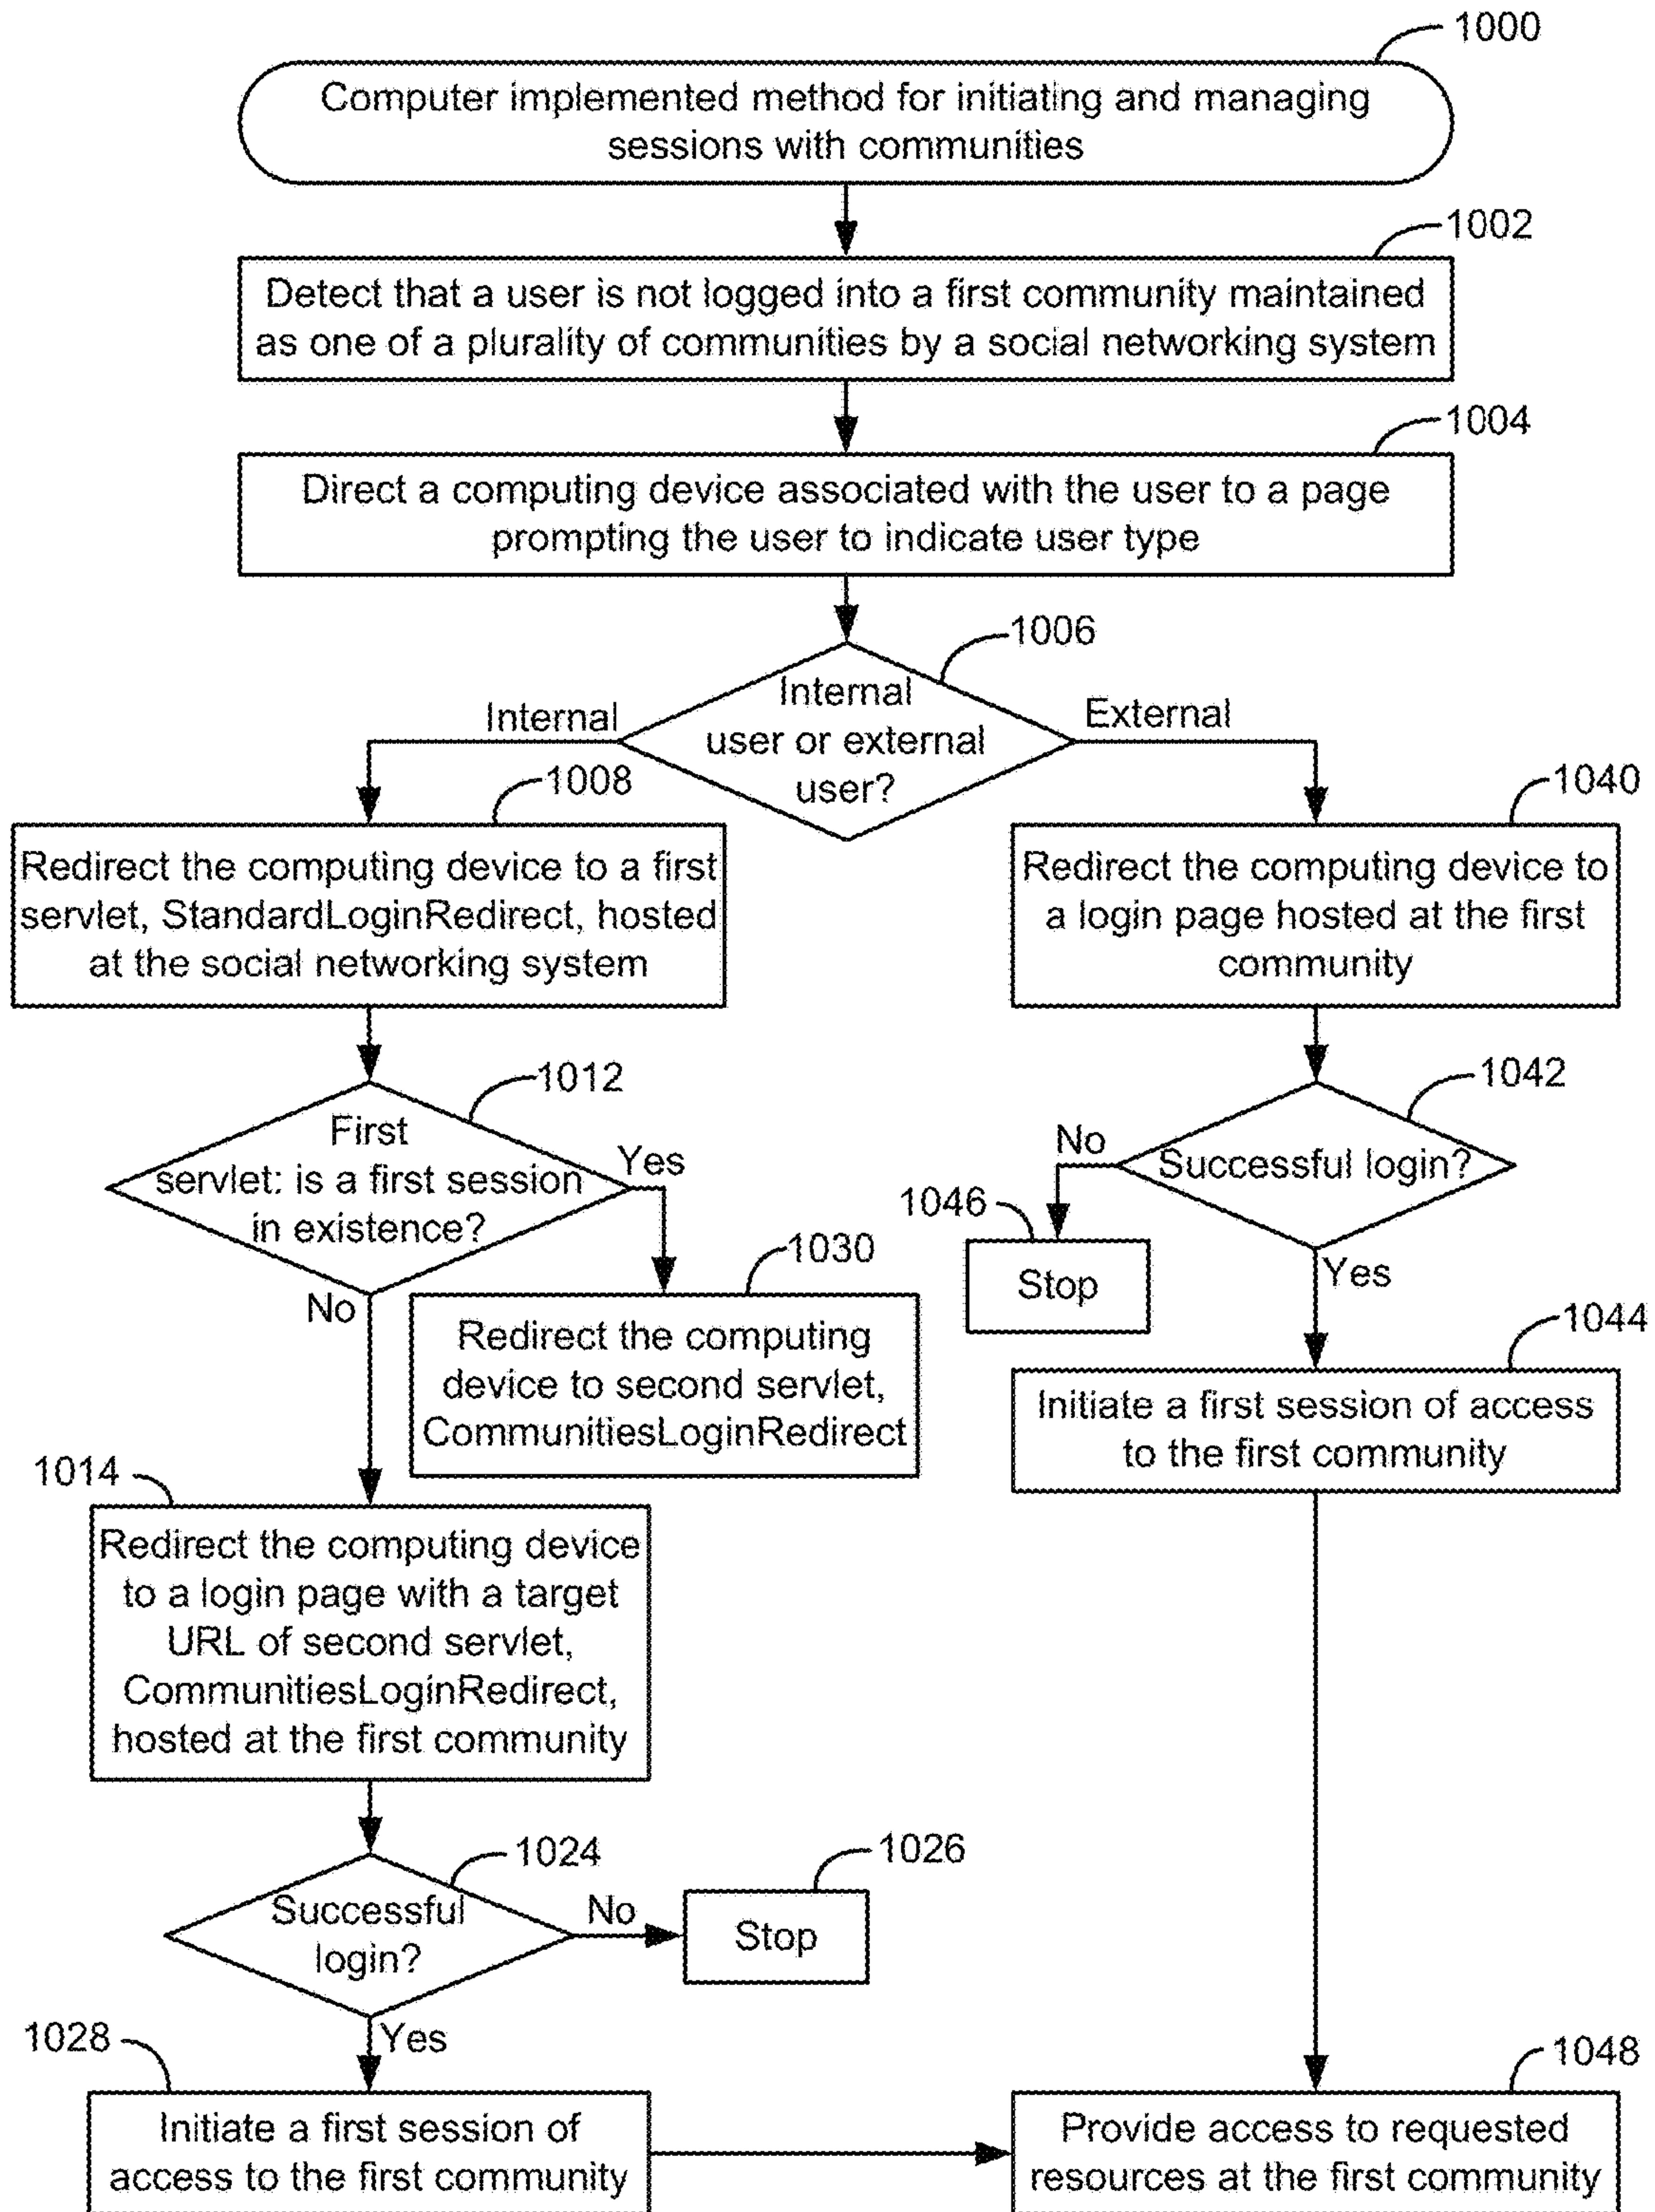 1000
Computer implemented method for initiating and managing
sessions with communities
1002
Detect that a user is not logged into a first community maintained
as one of a plurality of communities by a social networking system
1004
Direct a computing device associated with the user to a page
prompting the user to indicate user type
1006
Internal
user or external
user?
Internal
External
1008
Redirect the computing device to a first
servlet, StandardLoginRedirect, hosted
at the social networking system
1040
Redirect the computing device to
a login page hosted at the first
community
1012
First
servlet: is a first session
in existence?
Yes
No
1030
Redirect the computing
device to second servlet,
CommunitiesLoginRedirect
1042
Successful login?
No
1046
Stop
Yes
1044
Initiate a first session of access
to the first community
1014
Redirect the computing device
to a login page with a target
URL of second servlet,
CommunitiesLoginRedirect,
hosted at the first community
1024
Successful
login?
No
1026
Stop
Yes
1028
Initiate a first session of
access to the first community
1048
Provide access to requested
resources at the first community